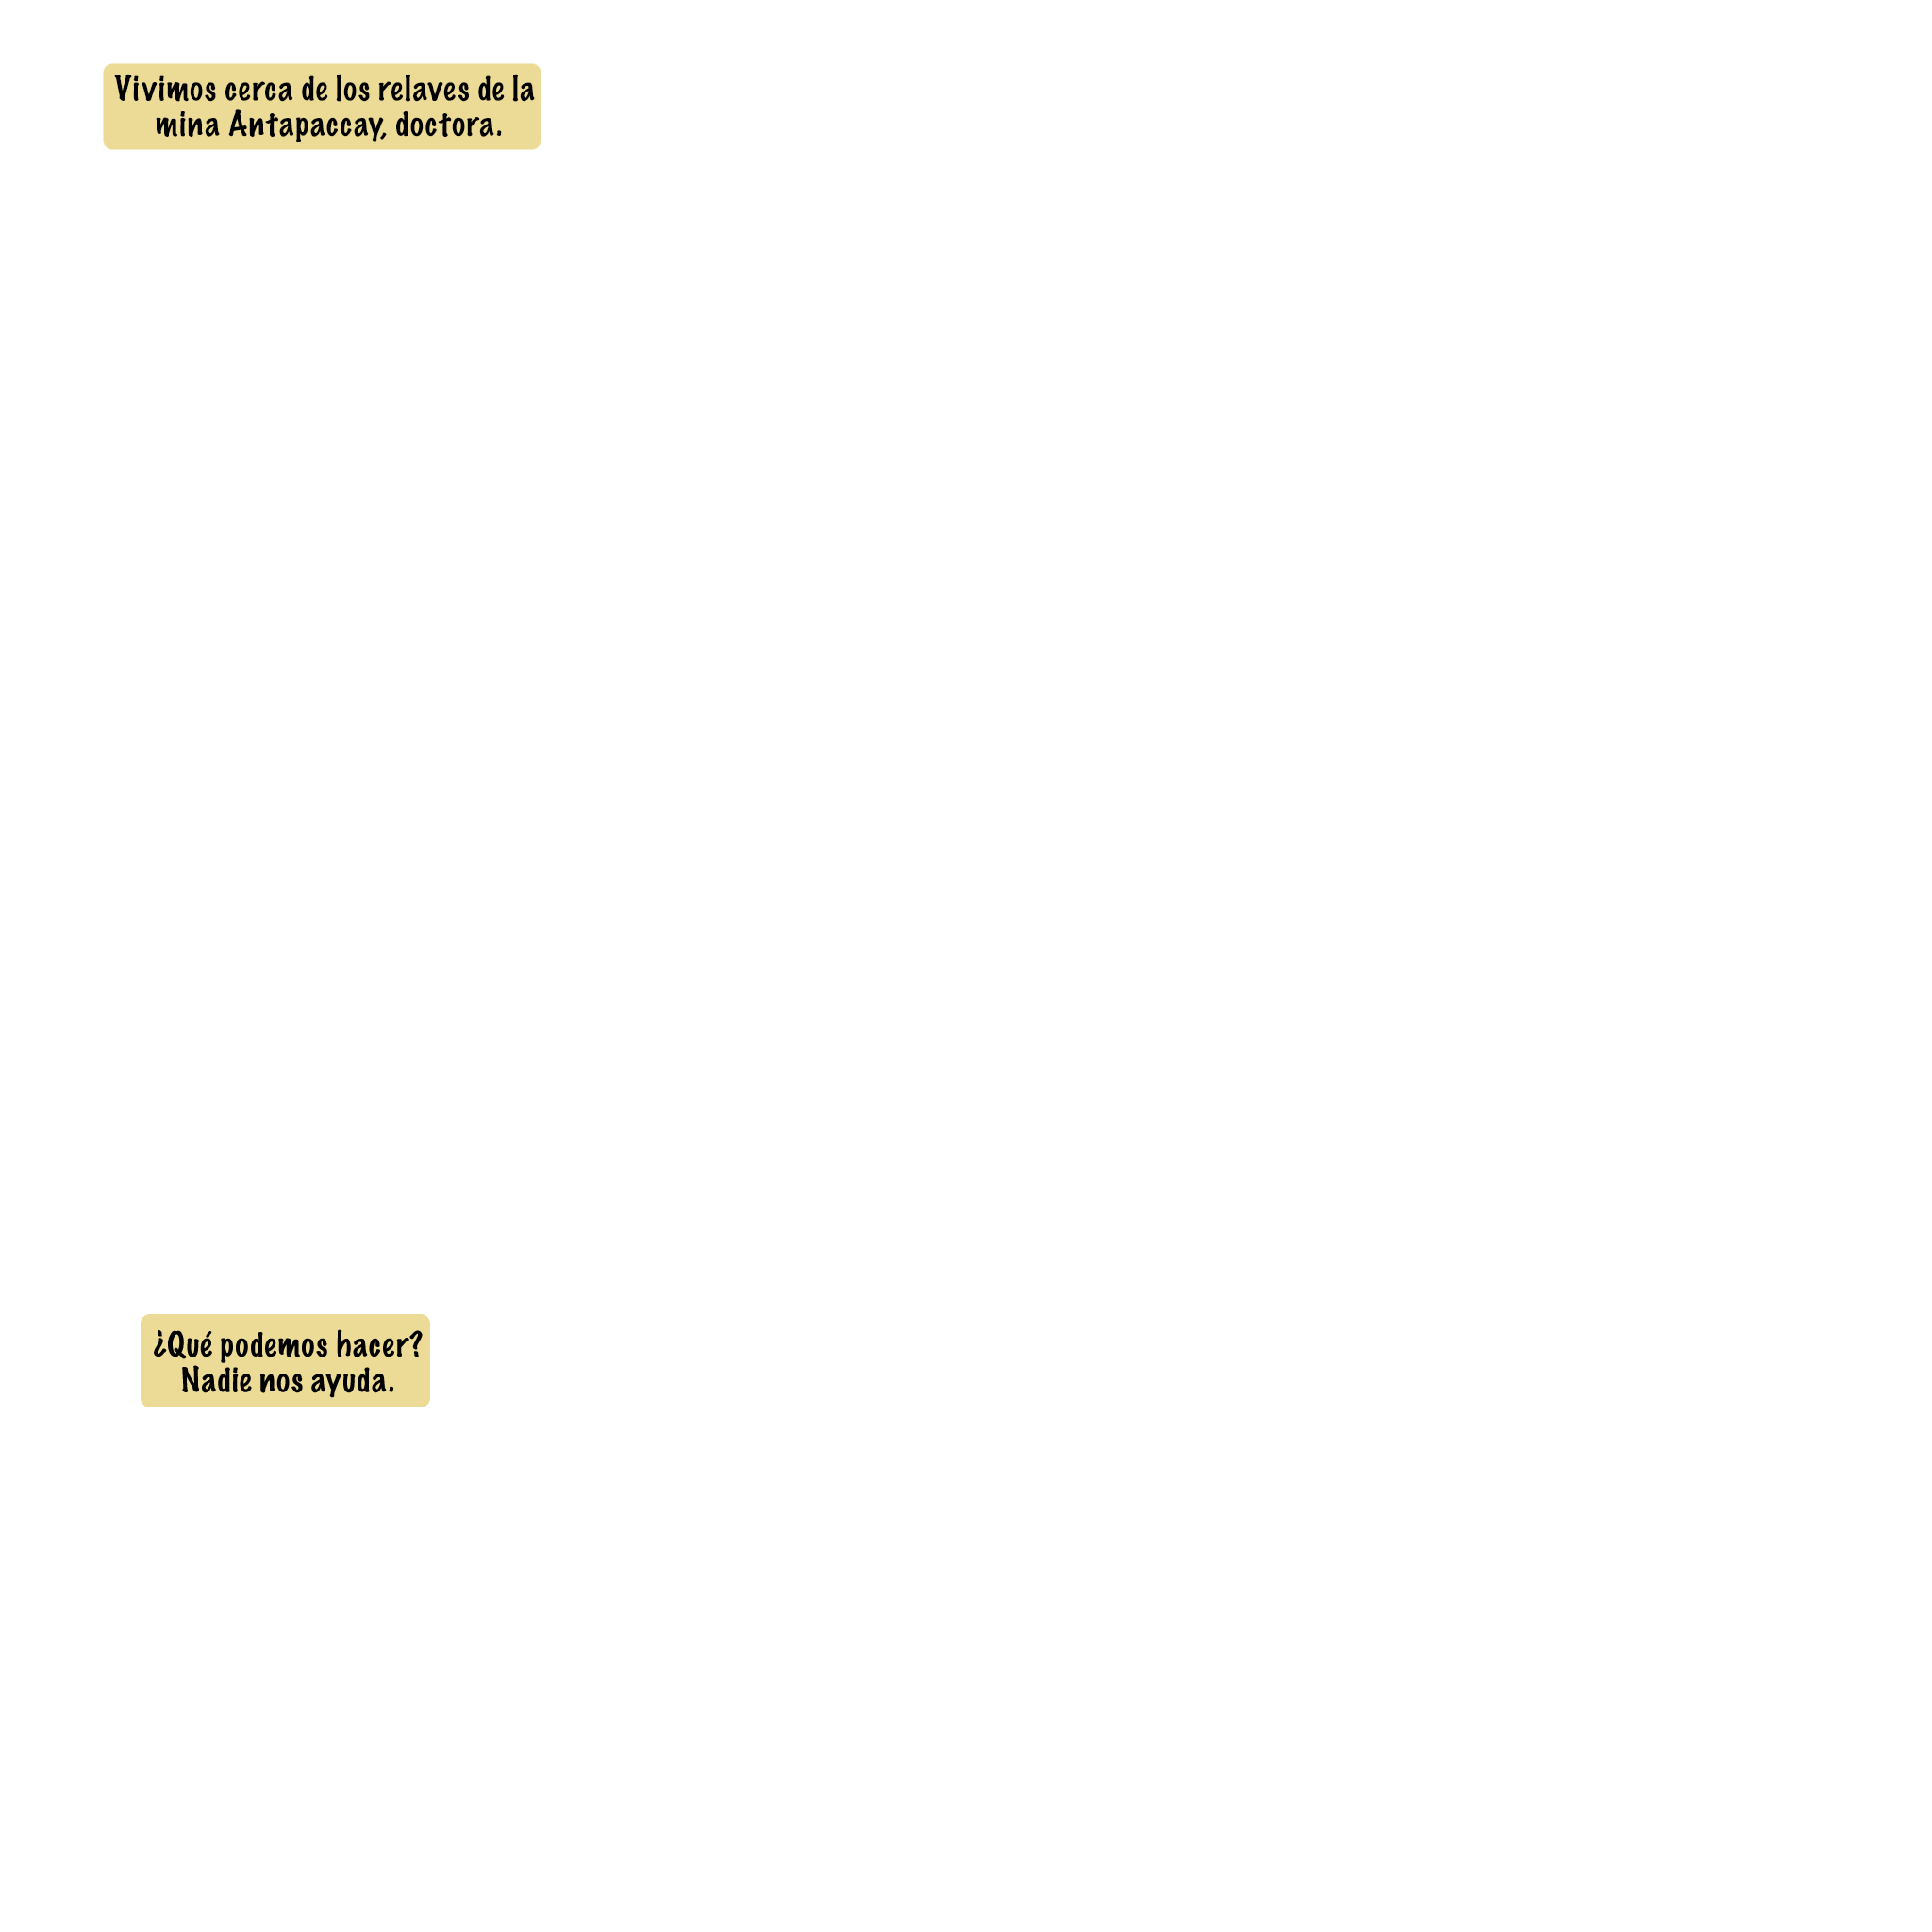 Vivimos cerca de los relaves de la
mina Antapaccay, doctora.
¿Qué podemos hacer?
Nadie nos ayuda.